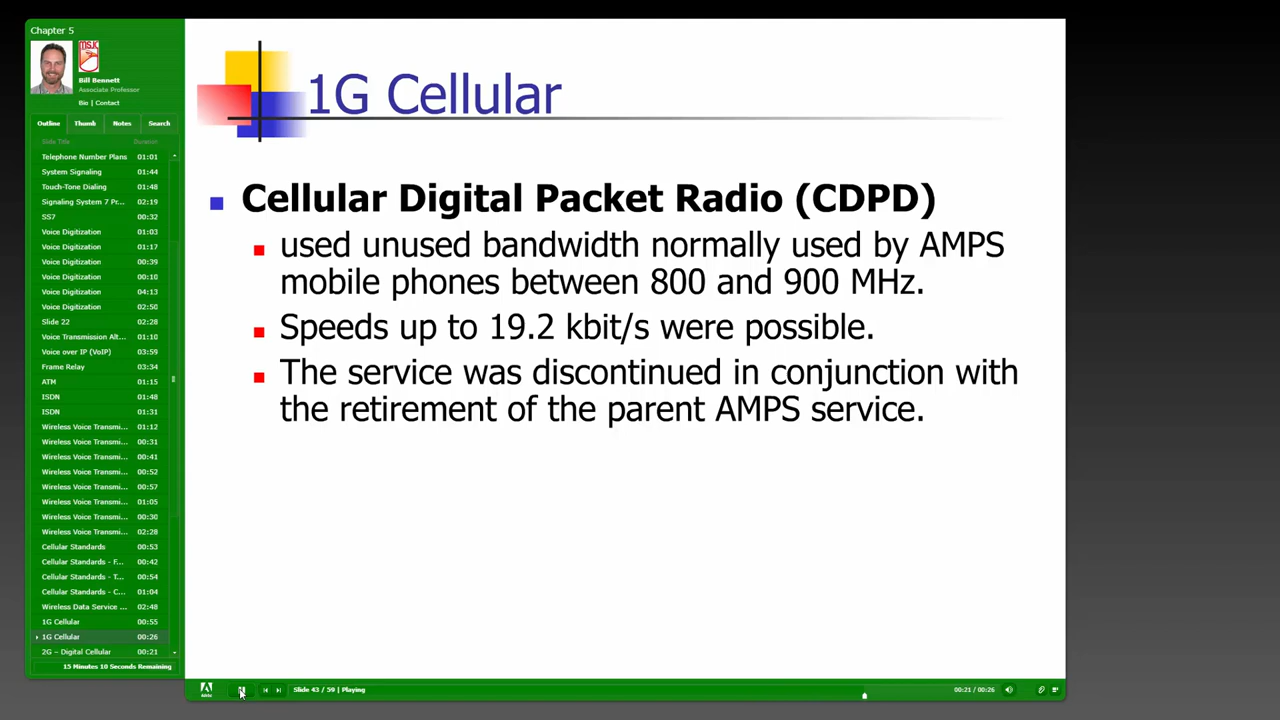 Chapter 5
Bill Bennett
Associate Professor
Bio | Contact
Outline Thumb Notes Search
Slide Title Duration
Telephone Number Plans 01:01
System Signaling 01:44
Touch-Tone Dialing 01:48
Signaling System 7 Pr... 02:19
SS7 00:32
Voice Digitization 01:03
Voice Digitization 01:17
Voice Digitization 00:39
Voice Digitization 00:10
Voice Digitization 04:13
Voice Digitization 02:50
Slide 22 02:28
Voice Transmission Alt... 01:10
Voice over IP (VoIP) 03:59
Frame Relay 03:34
ATM 01:15
ISDN 01:48
ISDN 01:31
Wireless Voice Transmi... 01:12
Wireless Voice Transmi... 00:31
Wireless Voice Transmi... 00:41
Wireless Voice Transmi... 00:52
Wireless Voice Transmi... 00:57
Wireless Voice Transmi... 01:05
Wireless Voice Transmi... 00:30
Wireless Voice Transmi... 02:28
Cellular Standards 00:53
Cellular Standards - F... 00:42
Cellular Standards - T... 00:54
Cellular Standards - C... 01:04
Wireless Data Service ... 02:48
1G Cellular 00:55
1G Cellular 00:26
2G – Digital Cellular 00:21
15 Minutes 10 Seconds Remaining
1G Cellular
Cellular Digital Packet Radio (CDPD)
used unused bandwidth normally used by AMPS
mobile phones between 800 and 900 MHz.
Speeds up to 19.2 kbit/s were possible.
The service was discontinued in conjunction with
the retirement of the parent AMPS service.
Slide 43 / 59 | Playing
00:21 / 00:26